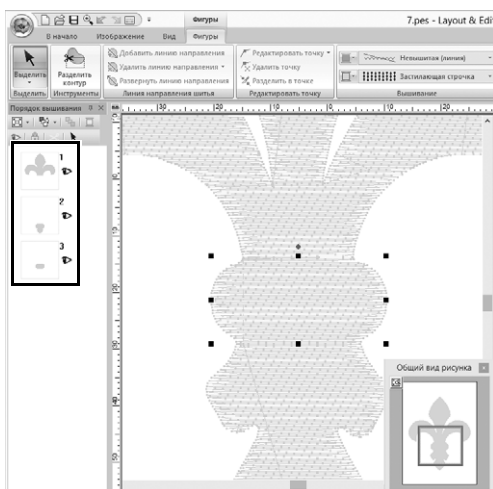 7.pes - Layout & Edi
Фигуры
В начало Изображение Вид Фигуры
Выделить
Разделить контур
Добавить линию направления
Удалить линию направления
Развернуть линию направления
Редактировать точку
Удалить точку
Разделить в точке
Невышитая (линия)
Застилающая строчка
Выделить Инструменты Линия направления шитья Редактировать точку Вышивание
Порядок вышивания
1
2
3
Общий вид рисунка